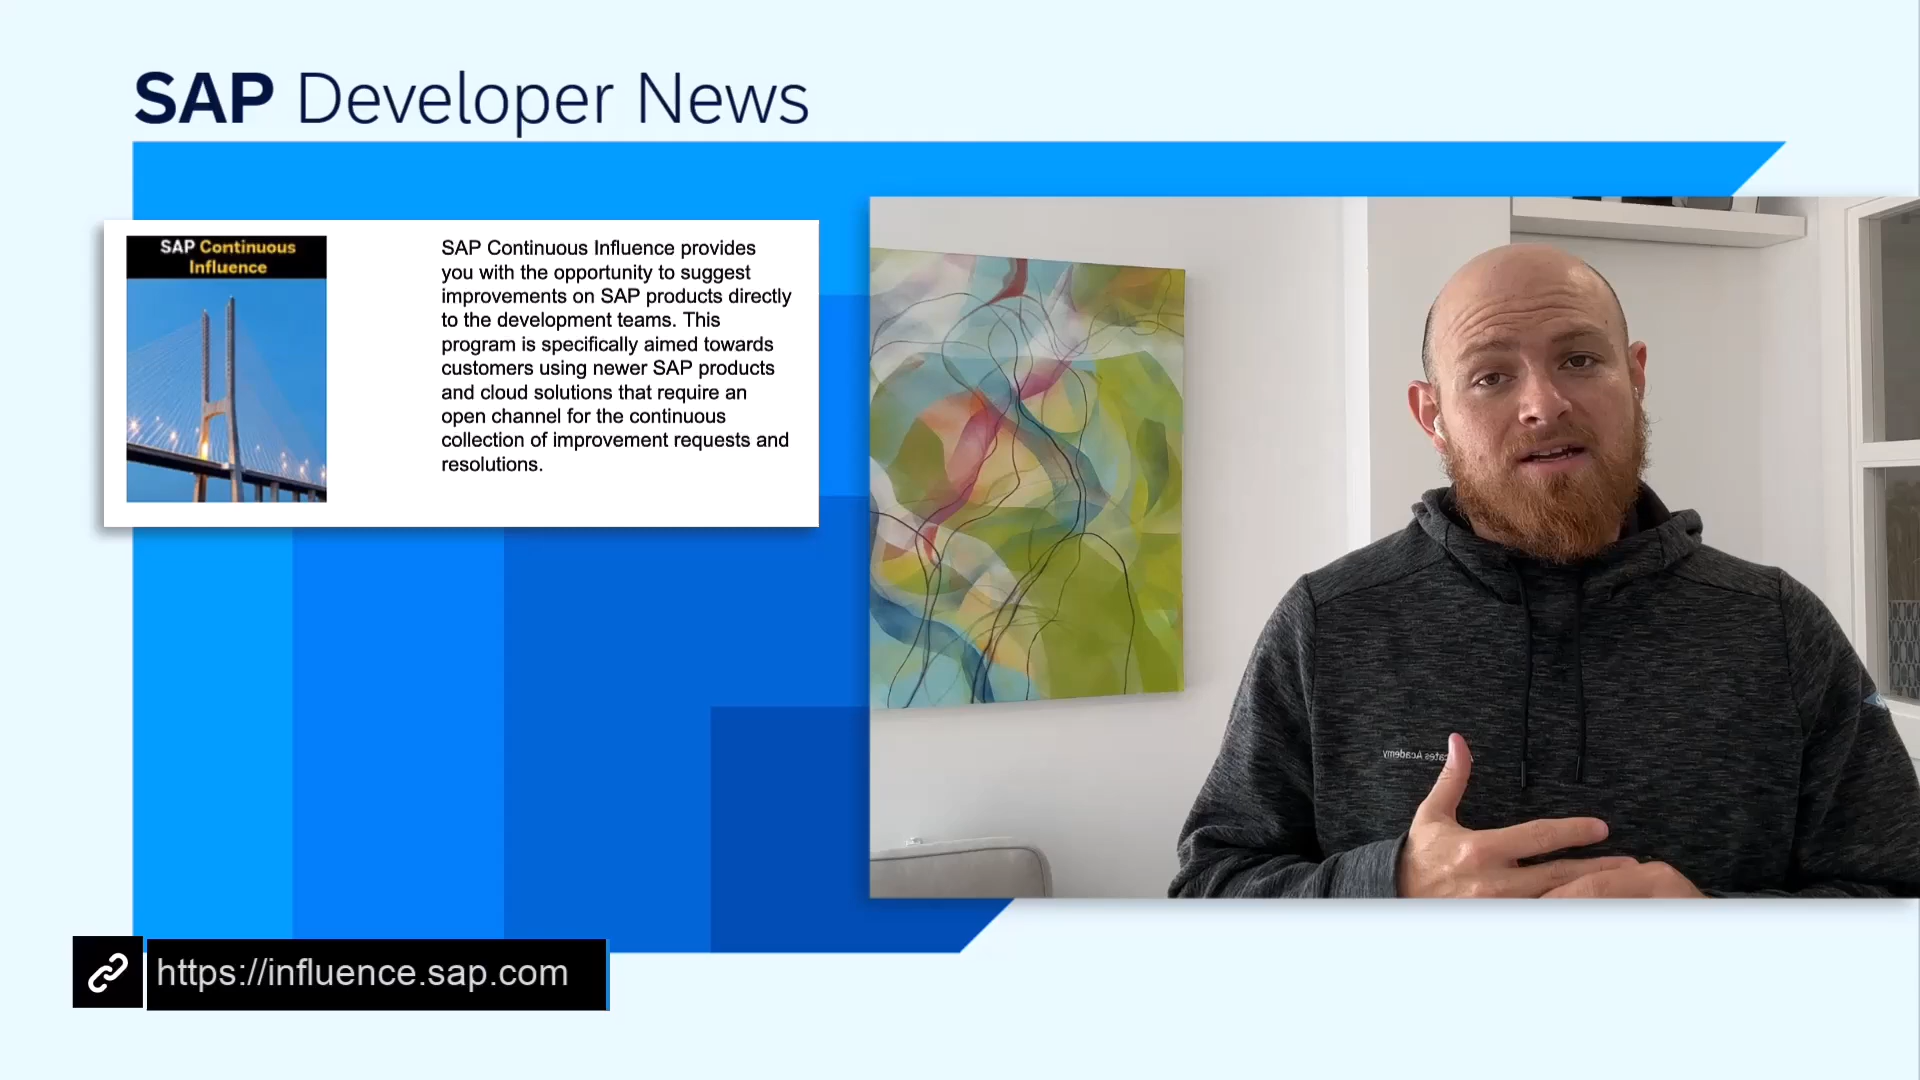 SAP Developer News
SAP Continuous
Influence
SAP Continuous Influence provides
you with the opportunity to suggest
improvements on SAP products directly
to the development teams. This
program is specifically aimed towards
customers using newer SAP products
and cloud solutions that require an
open channel for the continuous
collection of improvement requests and
resolutions.
Academy
https://influence.sap.com